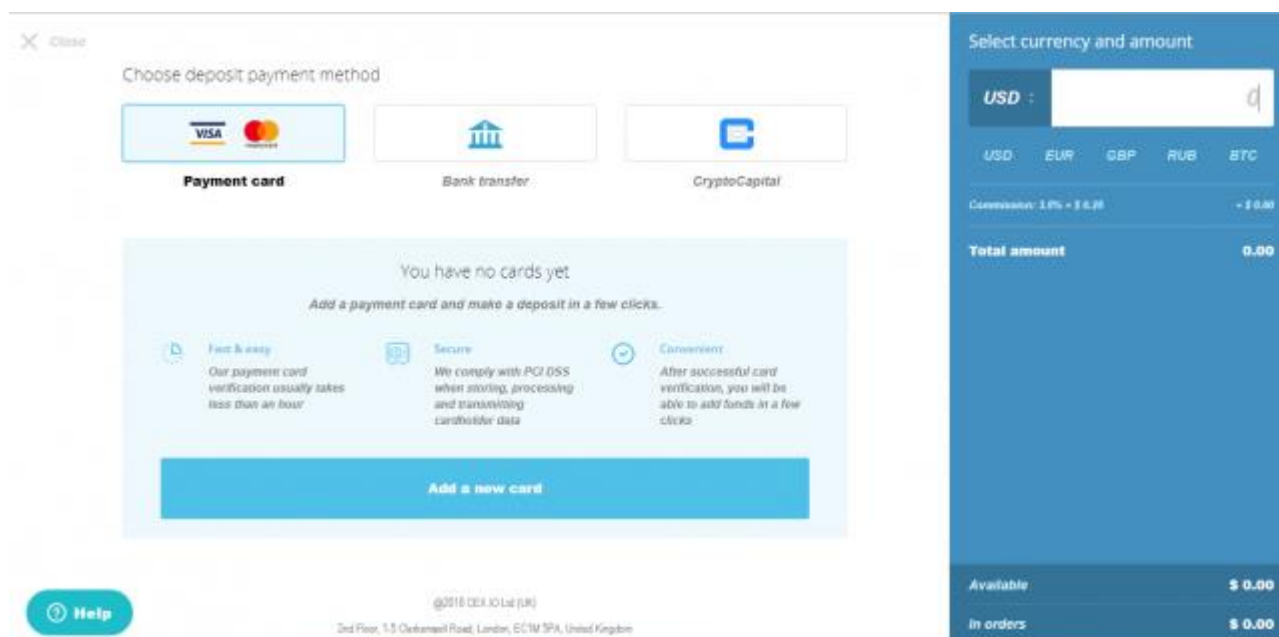 Close
Choose deposit payment method
VISA
Payment card
Bank transfer
CryptoCapital
You have no cards yet
Add a payment card and make a deposit in a few clicks.
Fast & easy
Our payment card
verification usually takes
less than an hour
Secure
We comply with PCI DSS
when storing, processing
and transmitting
cardholder data
Convenient
After successful card
verification, you will be
able to add funds in a few
clicks
Add a new card
Help
CEX.IO Ltd (UK)
2nd Floor, 1-5 Clerkenwell Road, London, EC1M 5PA, United Kingdom
Select currency and amount
USD : 0
USD EUR GBP RUB BTC
Commission:
Total amount 0.00
Available $ 0.00
In orders $ 0.00